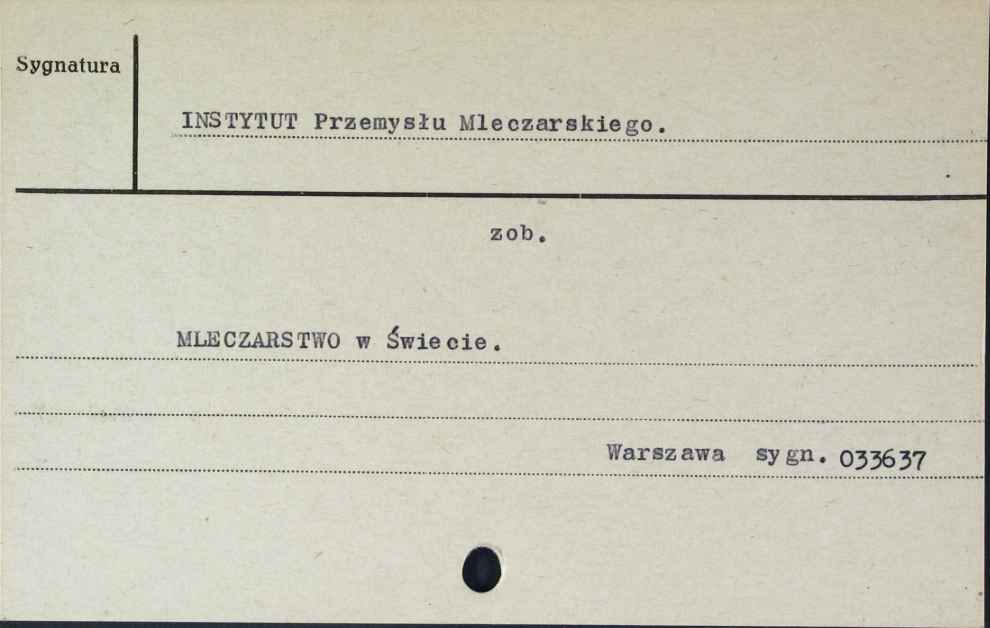 Sygnatura
INSTYTUT Przemysłu Mleczarskiego.
zob.
MLECZARSTWO w Świecie.
Warszawa sygn. 033637